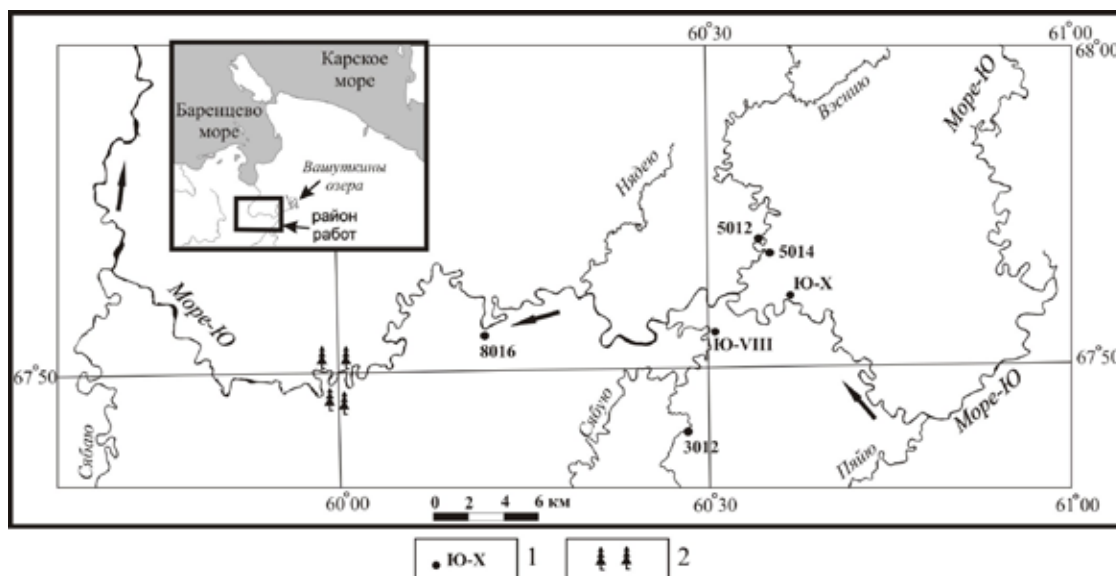 60°30
61°00
68°00
Карское
море
Баренцево
море
Вашуткины
озера
район
работ
Вэснию
Море-Ю
Нядею
5012
5014
Ю-X
Море-Ю
8016
Ю-VIII
67°50
67°50
Сябую
Море-Ю
3012
Сябаю
Пяйю
60°00
60°30
61°00
0 2 4 6 км
Ю-X 1 2